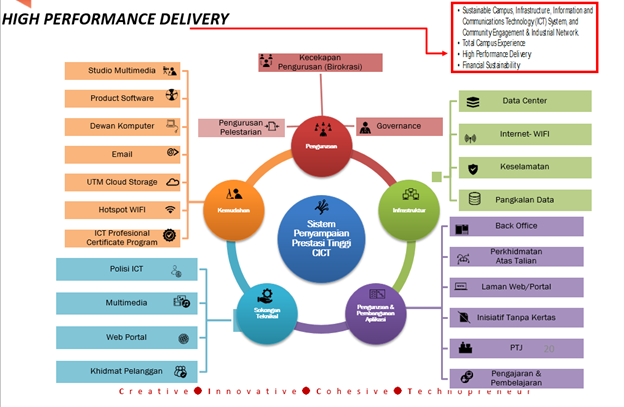 HIGH PERFORMANCE DELIVERY
• Sustainable Campus, Infrastructure, Information and
Communications Technology (ICT) System, and
Community Engagement & Industrial Network
• Total Campus Experience
• High Performance Delivery
• Financial Sustainability
Kecekapan
Pengurusan (Birokrasi)
Pengurusan
Pelestarian
Governance
Pengurusan
Studio Multimedia
Product Software
Dewan Komputer
Email
UTM Cloud Storage
Hotspot WIFI
ICT Profesional
Certificate Program
Kemudahan
Data Center
Internet- WIFI
Keselamatan
Pangkalan Data
Infrastruktur
Sistem
Penyampaian
Prestasi Tinggi
CICT
Polisi ICT
Multimedia
Web Portal
Khidmat Pelanggan
Sokongan
Teknikal
Pengurusan &
Pembangunan
Aplikasi
Back Office
Perkhidmatan
Atas Talian
Laman Web/Portal
Inisiatif Tanpa Kertas
PTJ
20
Pengajaran &
Pembelajaran
Creative ● Innovative ● Cohesive ● Technopreneur